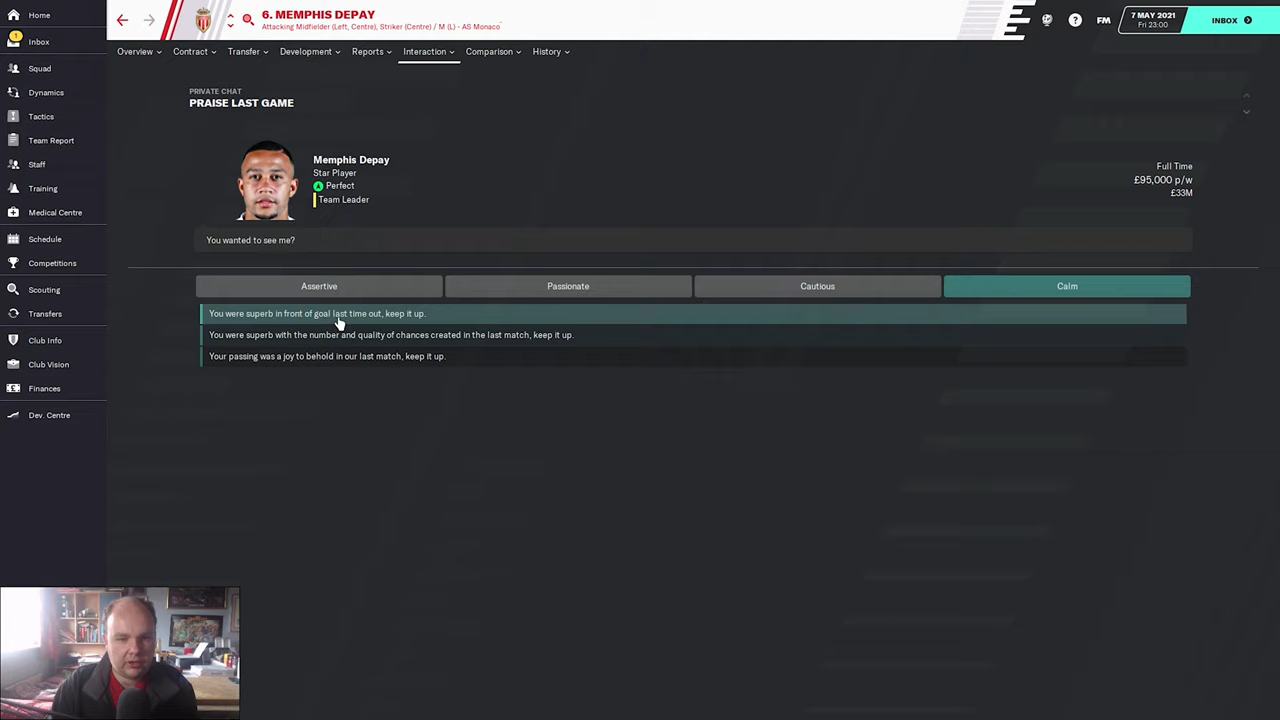 1
Home
6. MEMPHIS DEPAY
Attacking Midfielder (Left, Centre), Striker (Centre) / M (L) - AS Monaco
FM
7 MAY 2021
Fri 23:00
INBOX
Inbox
Squad
Dynamics
Tactics
Team Report
Staff
Training
Medical Centre
Schedule
Competitions
Scouting
Transfers
Club Info
Club Vision
Finances
Dev. Centre
Overview
Contract
Transfer
Development
Reports
Interaction
Comparison
History
PRIVATE CHAT
PRAISE LAST GAME
Memphis Depay
Star Player
Perfect
Team Leader
Full Time
£95,000 p/w
£33M
You wanted to see me?
Assertive
Passionate
Cautious
Calm
You were superb in front of goal last time out, keep it up.
You were superb with the number and quality of chances created in the last match, keep it up.
Your passing was a joy to behold in our last match, keep it up.